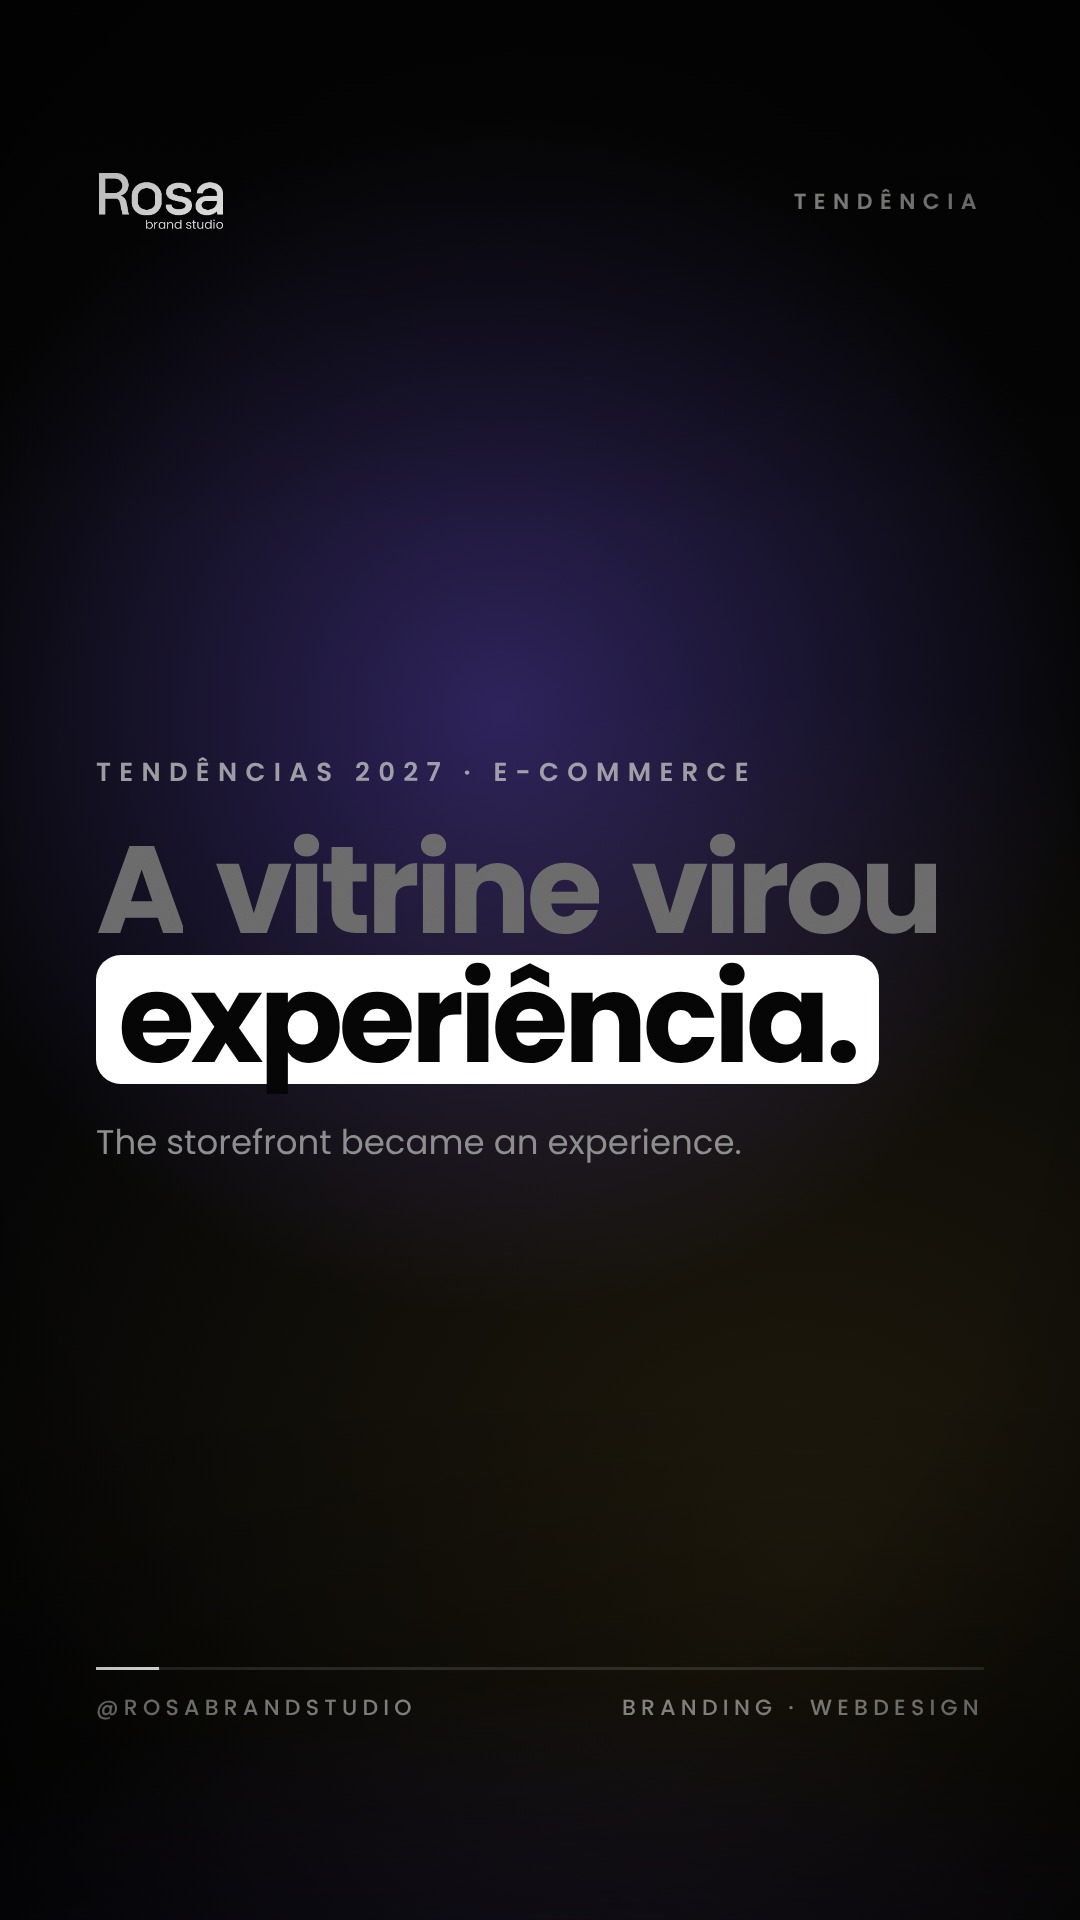 Rosa
brand studio
TENDÊNCIA
TENDÊNCIAS 2027 · E-COMMERCE
A vitrine virou
experiência.
The storefront became an experience.
@ROSABRANDSTUDIO
BRANDING · WEBDESIGN